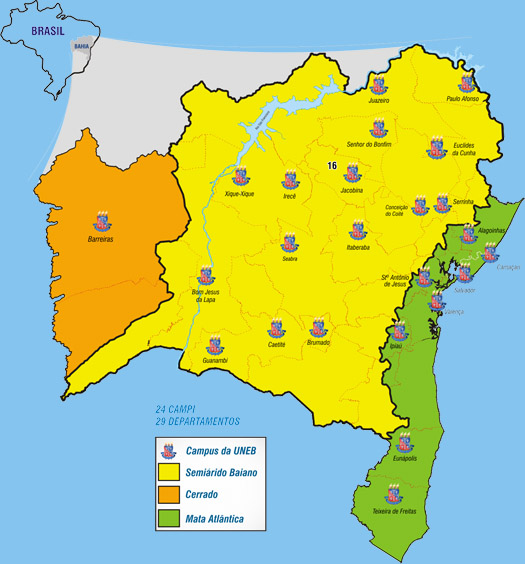 BRASIL
BAHIA
Juazeiro
Paulo Afonso
Senhor do Bonfim
Euclides
da Cunha
16
Xique-Xique
Irecê
Jacobina
Conceição
do Coité
Serrinha
Barreiras
Seabra
Itaberaba
Alagoinhas
Camaçari
Stº Antônio
de Jesus
Salvador
Bom Jesus
da Lapa
Valença
Guanambí
Caetité
Brumado
Ipiaú
24 CAMPI
29 DEPARTAMENTOS
Eunápolis
Teixeira de Freitas
Campus da UNEB
Semiárido Baiano
Cerrado
Mata Atlântica